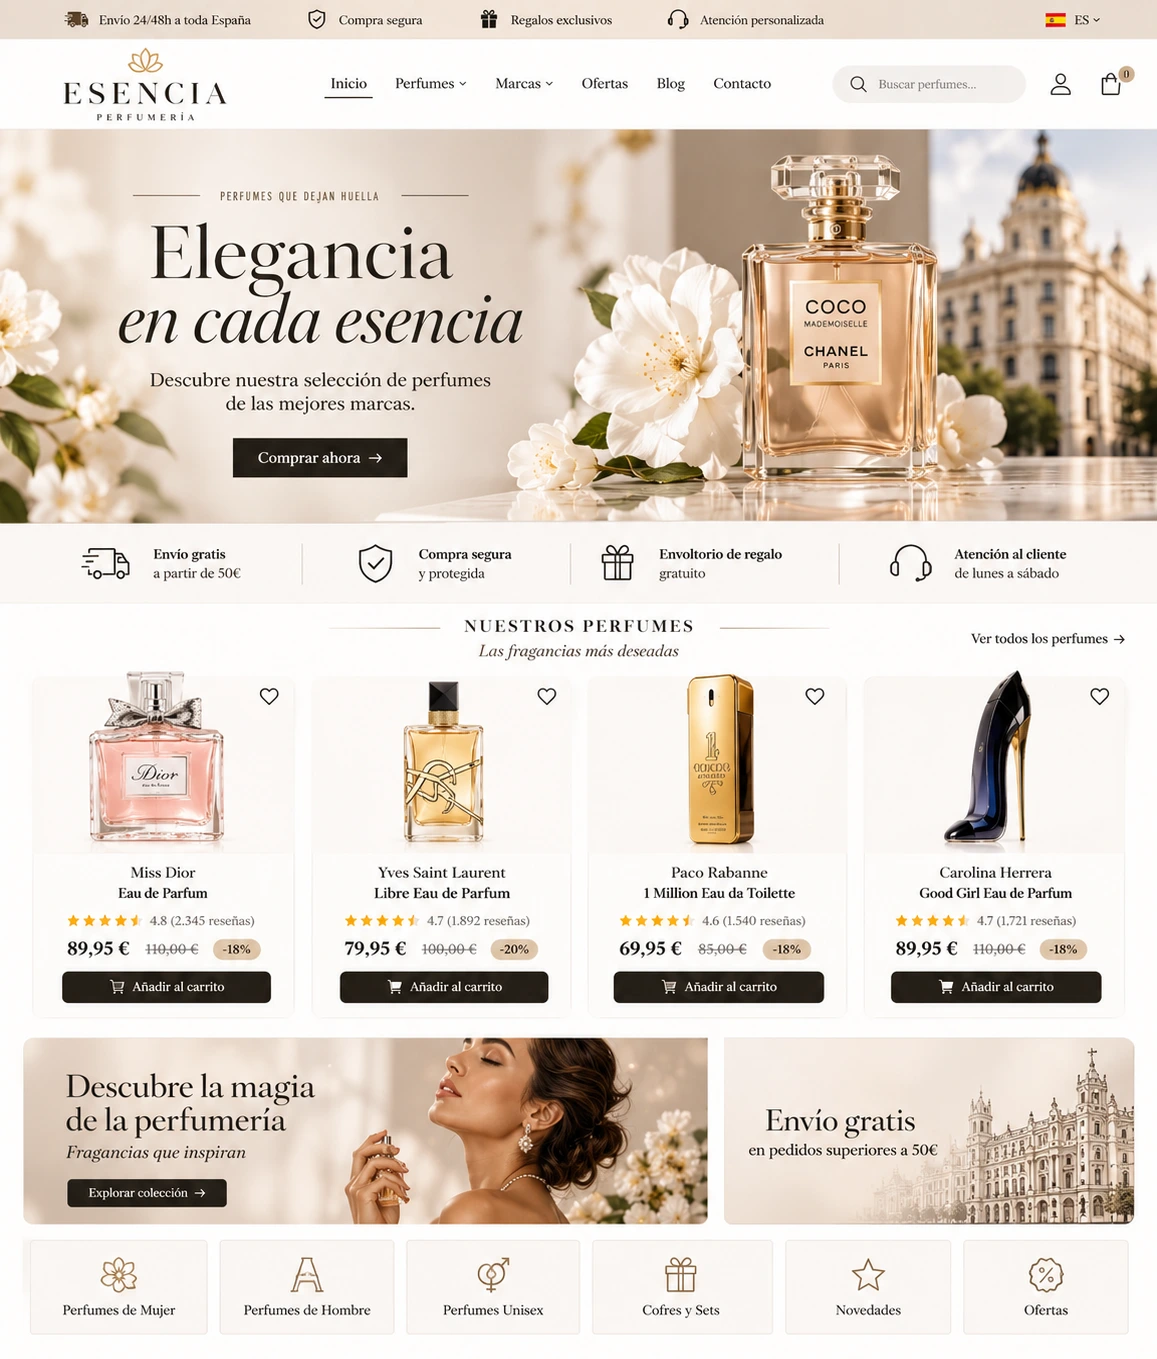 Envío 24/48h a toda España
Compra segura
Regalos exclusivos
Atención personalizada
ES
ESENCIA
PERFUMERÍA
Inicio
Perfumes
Marcas
Ofertas
Blog
Contacto
Buscar perfumes...
0
PERFUMES QUE DEJAN HUELLA
Elegancia
en cada esencia
Descubre nuestra selección de perfumes
de las mejores marcas.
Comprar ahora →
COCO
MADEMOISELLE
CHANEL
PARIS
Envío gratis
a partir de 50€
Compra segura
y protegida
Envoltorio de regalo
gratuito
Atención al cliente
de lunes a sábado
NUESTROS PERFUMES
Las fragancias más deseadas
Ver todos los perfumes →
Dior
1
Miss Dior
Eau de Parfum
4.8 (2.345 reseñas)
89,95 € 110,00 € -18%
Añadir al carrito
Yves Saint Laurent
Libre Eau de Parfum
4.7 (1.892 reseñas)
79,95 € 100,00 € -20%
Añadir al carrito
Paco Rabanne
1 Million Eau da Toilette
4.6 (1.540 reseñas)
69,95 € 85,00 € -18%
Añadir al carrito
Carolina Herrera
Good Girl Eau de Parfum
4.7 (1.721 reseñas)
89,95 € 110,00 € -18%
Añadir al carrito
Descubre la magia
de la perfumería
Fragancias que inspiran
Explorar colección →
Envío gratis
en pedidos superiores a 50€
Perfumes de Mujer
Perfumes de Hombre
Perfumes Unisex
Cofres y Sets
Novedades
Ofertas